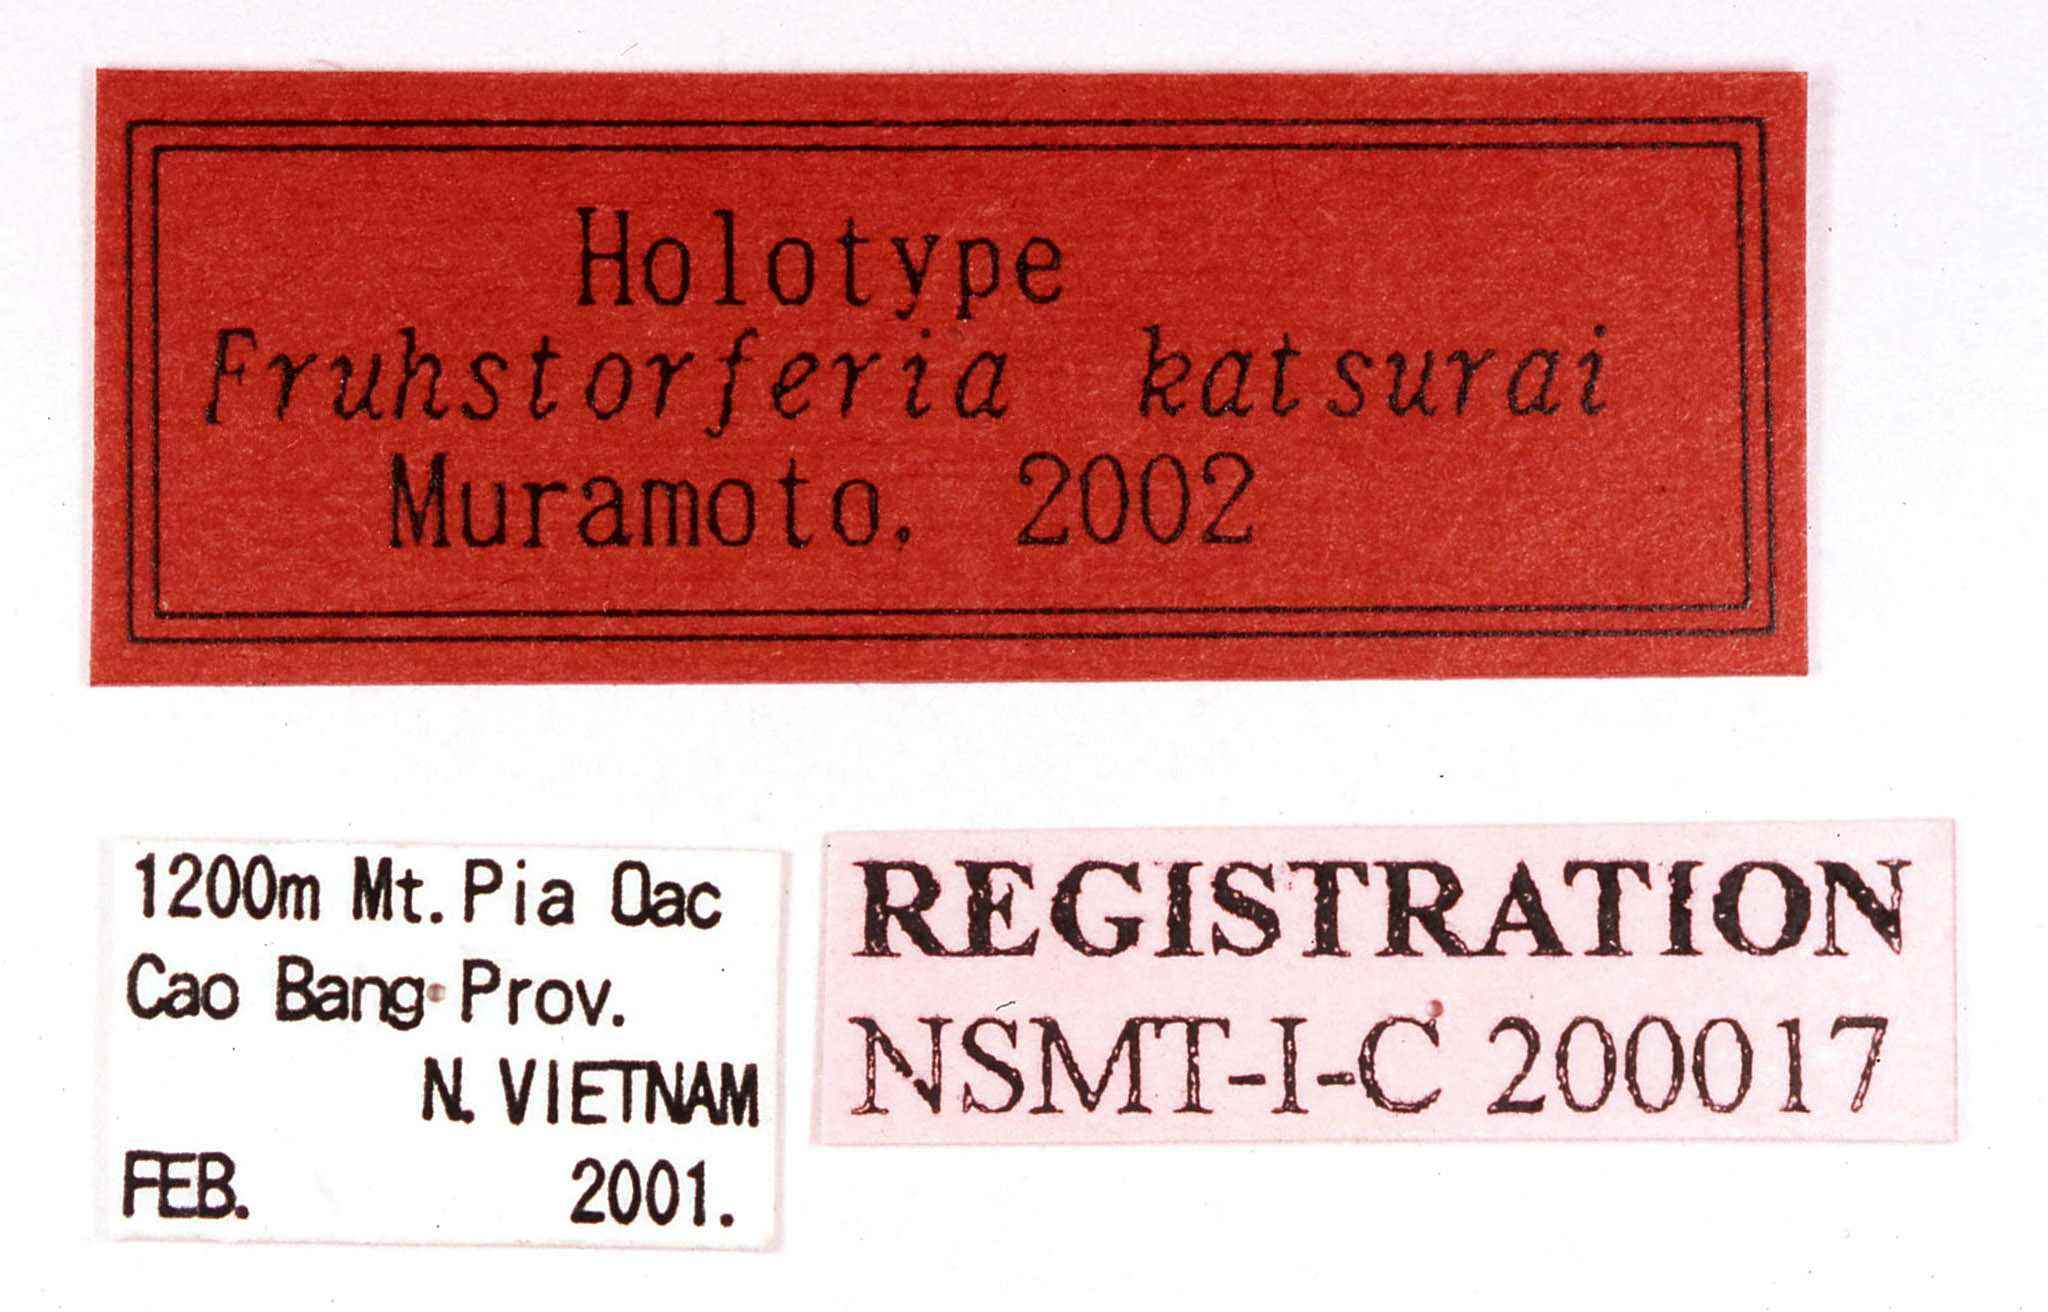 Holotype
Fruhstorferia katsurai
Muramoto. 2002
1200m Mt. Pia Oac
Cao Bang Prov.
N. VIETNAM
FEB. 2001.
REGISTRATION
NSMT-I-C 200017